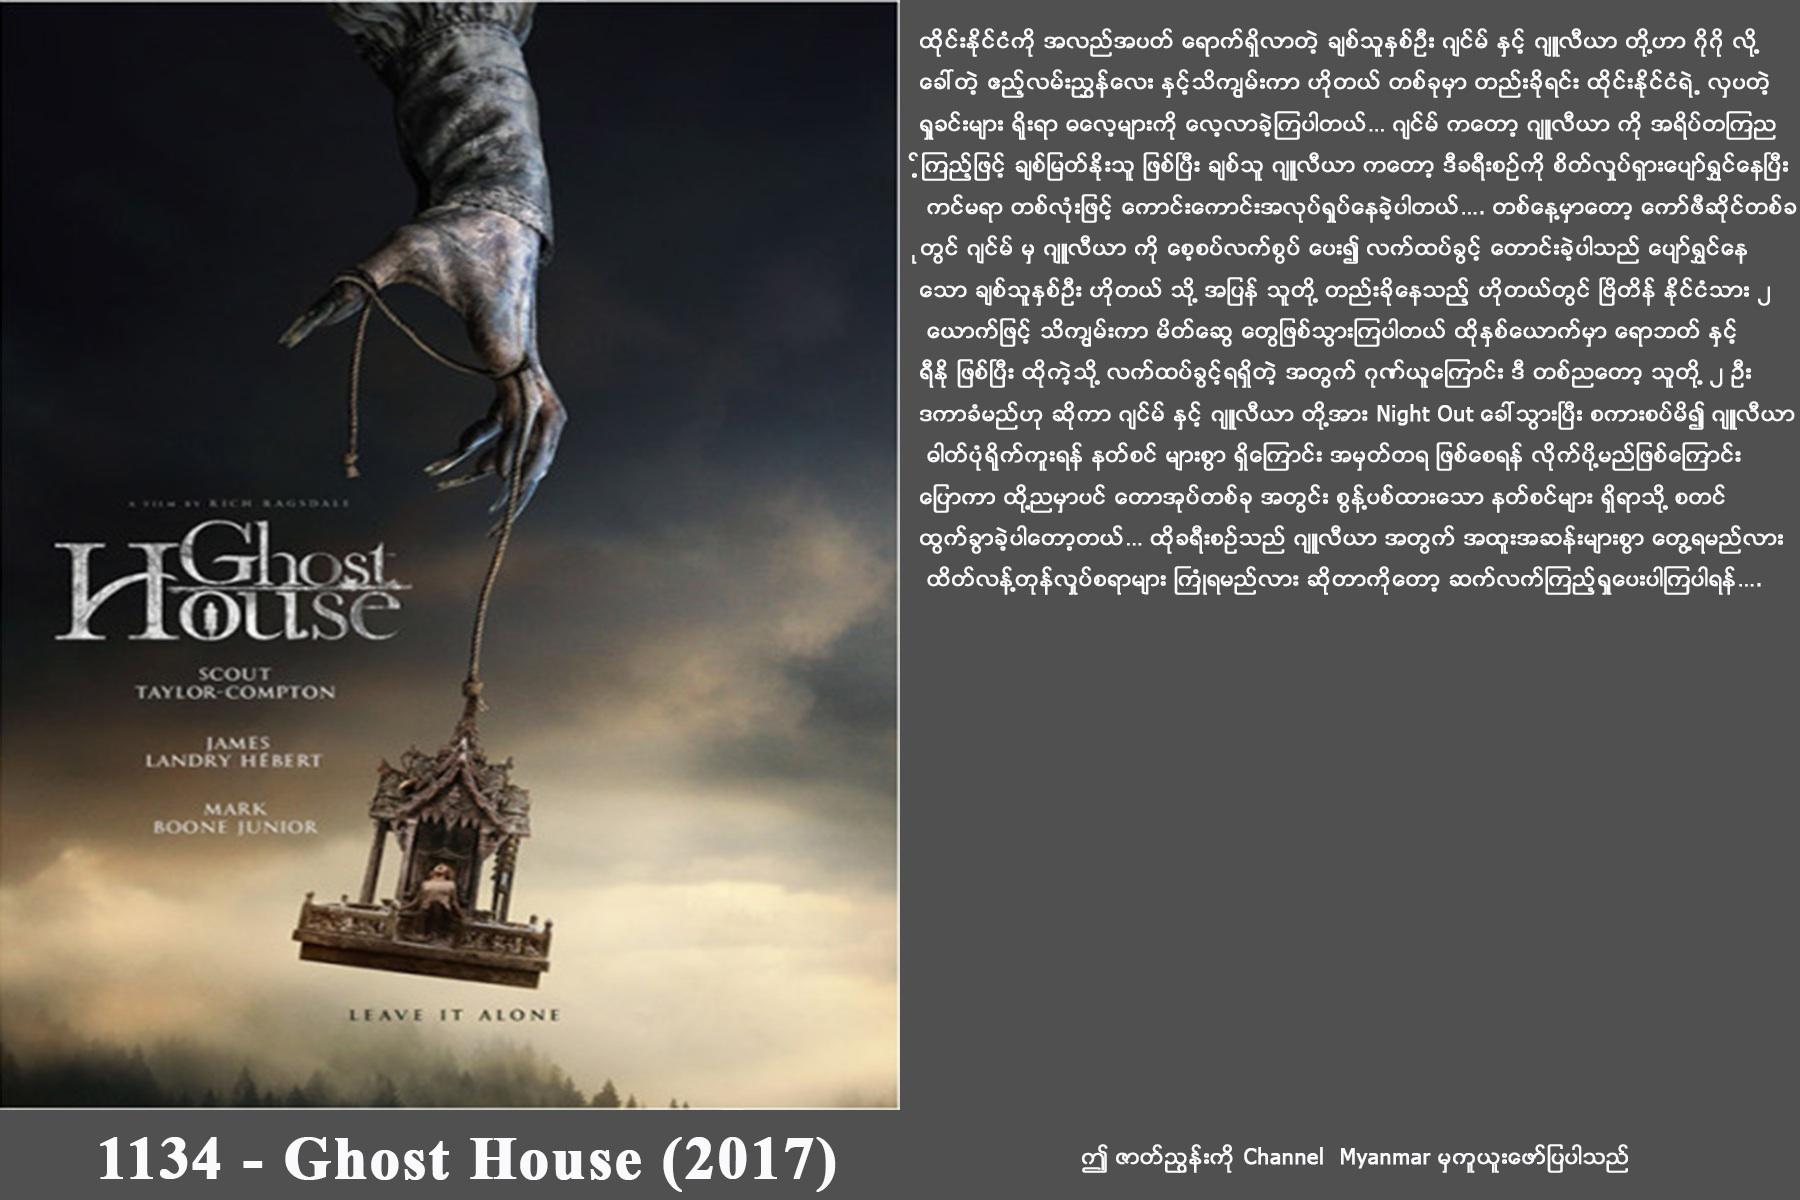 A FILM BY RICH RAGSDALE
Ghost
House
SCOUT
TAYLOR-COMPTON
JAMES
LANDRY HÉBERT
MARK
BOONE JUNIOR
LEAVE IT ALONE
1134 - Ghost House (2017)
ထိုင်းနိုင်ငံကို အလည်အပတ် ရောက်ရှိလာတဲ့ ချစ်သူနှစ်ဦး ဂျင်မ် နှင့် ဂျူလီယာ တို့ဟာ ဂိုဂို လို့
ခေါ်တဲ့ ဧည့်လမ်းညွှန်လေး နှင့်သိကျွမ်းကာ ဟိုတယ် တစ်ခုမှာ တည်းခိုရင်း ထိုင်းနိုင်ငံရဲ့ လှပတဲ့
ရှုခင်းများ ရိုးရာ ဓလေ့များကို လေ့လာခဲ့ကြပါတယ်... ဂျင်မ် ကတော့ ဂျူလီယာ ကို အရိပ်တကြည
့်ကြည့်ဖြင့် ချစ်မြတ်နိုးသူ ဖြစ်ပြီး ချစ်သူ ဂျူလီယာ ကတော့ ဒီခရီးစဉ်ကို စိတ်လှုပ်ရှားပျော်ရွှင်နေပြီး
ကင်မရာ တစ်လုံးဖြင့် ကောင်းကောင်းအလုပ်ရှုပ်နေခဲ့ပါတယ်.... တစ်နေ့မှာတော့ ကော်ဖီဆိုင်တစ်ခ
ုတွင် ဂျင်မ် မှ ဂျူလီယာ ကို စေ့စပ်လက်စွပ် ပေး၍ လက်ထပ်ခွင့် တောင်းခဲ့ပါသည် ပျော်ရွှင်နေ
သော ချစ်သူနှစ်ဦး ဟိုတယ် သို့ အပြန် သူတို့ တည်းခိုနေသည့် ဟိုတယ်တွင် ဗြိတိန် နိုင်ငံသား ၂
ယောက်ဖြင့် သိကျွမ်းကာ မိတ်ဆွေ တွေဖြစ်သွားကြပါတယ် ထိုနှစ်ယောက်မှာ ရောဘတ် နှင့်
ရီနို ဖြစ်ပြီး ထိုကဲ့သို့ လက်ထပ်ခွင့်ရရှိတဲ့ အတွက် ဂုဏ်ယူကြောင်း ဒီ တစ်ညတော့ သူတို့ ၂ ဦး
ဒကာခံမည်ဟု ဆိုကာ ဂျင်မ် နှင့် ဂျူလီယာ တို့အား Night Out ခေါ်သွားပြီး စကားစပ်မိ၍ ဂျူလီယာ
ဓါတ်ပုံရိုက်ကူးရန် နတ်စင် များစွာ ရှိကြောင်း အမှတ်တရ ဖြစ်စေရန် လိုက်ပို့မည်ဖြစ်ကြောင်း
ပြောကာ ထို့ညမှာပင် တောအုပ်တစ်ခု အတွင်း စွန့်ပစ်ထားသော နတ်စင်များ ရှိရာသို့ စတင်
ထွက်ခွာခဲ့ပါတော့တယ်... ထိုခရီးစဉ်သည် ဂျူလီယာ အတွက် အထူးအဆန်းများစွာ တွေ့ရမည်လား
ထိတ်လန့်တုန်လှုပ်စရာများ ကြုံရမည်လား ဆိုတာကိုတော့ ဆက်လက်ကြည့်ရှုပေးပါကြပါရန်....
ဤ ဇာတ်ညွှန်းကို Channel Myanmar မှကူယူးဖော်ပြပါသည်